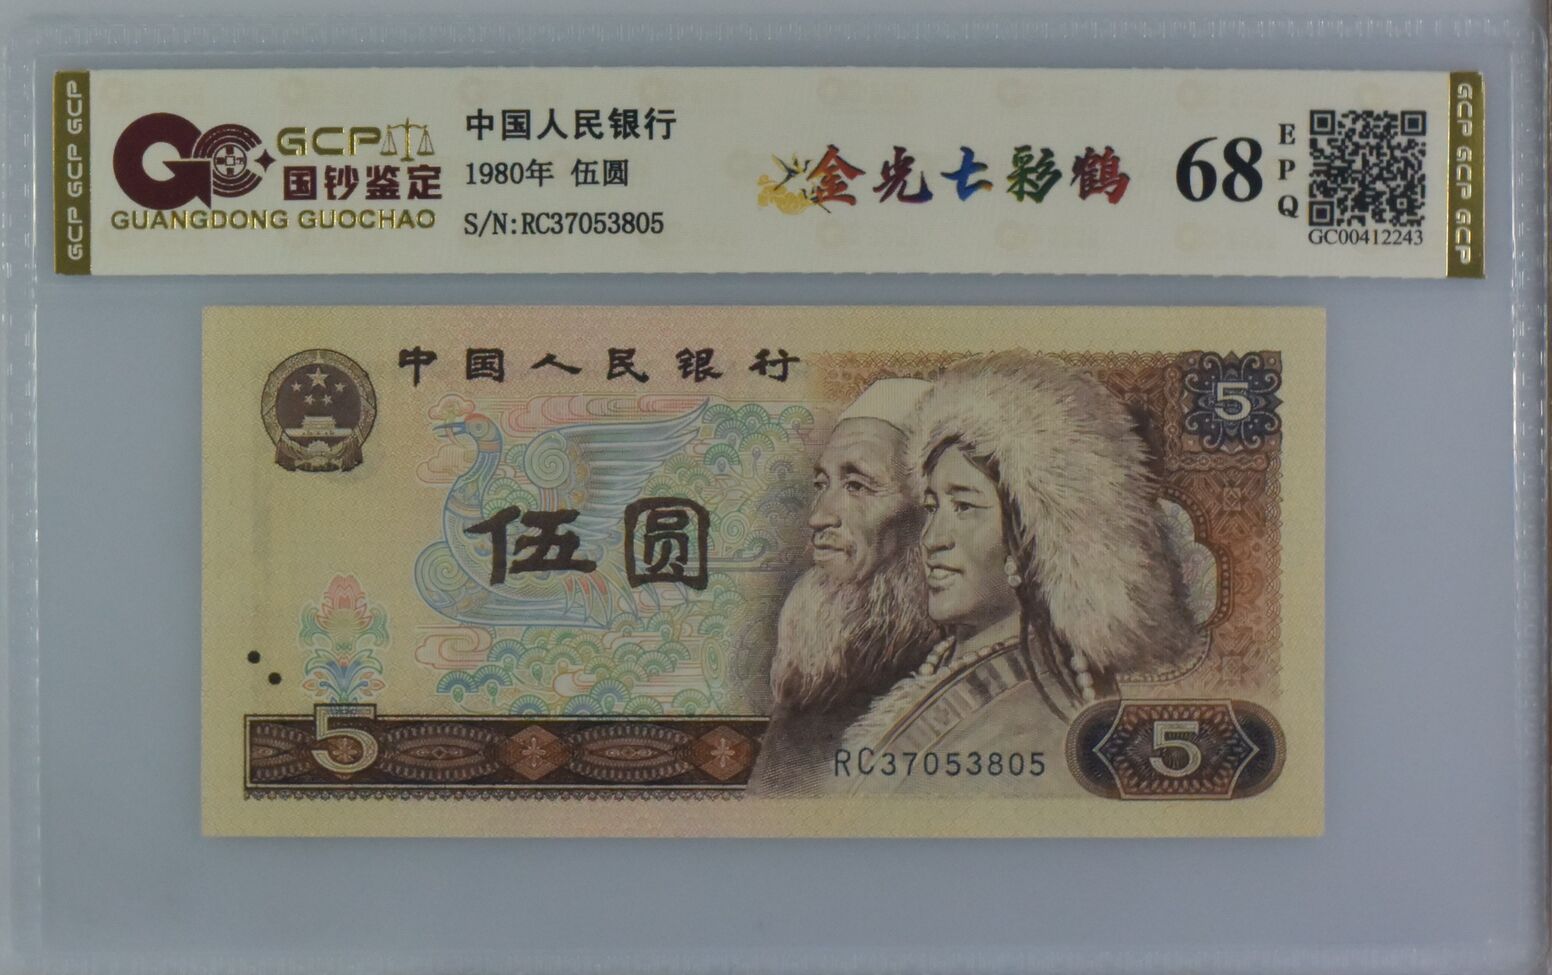 GCP GCP GCP
GCP
国钞鉴定
GUANGDONG GUOCHAO
中国人民银行
1980年 伍圆
S/N:RC37053805
金光七彩鹤
68
EPQ
GC00412243
GCP GCP GCP
中国人民银行
5
伍圆
5
RC37053805
5